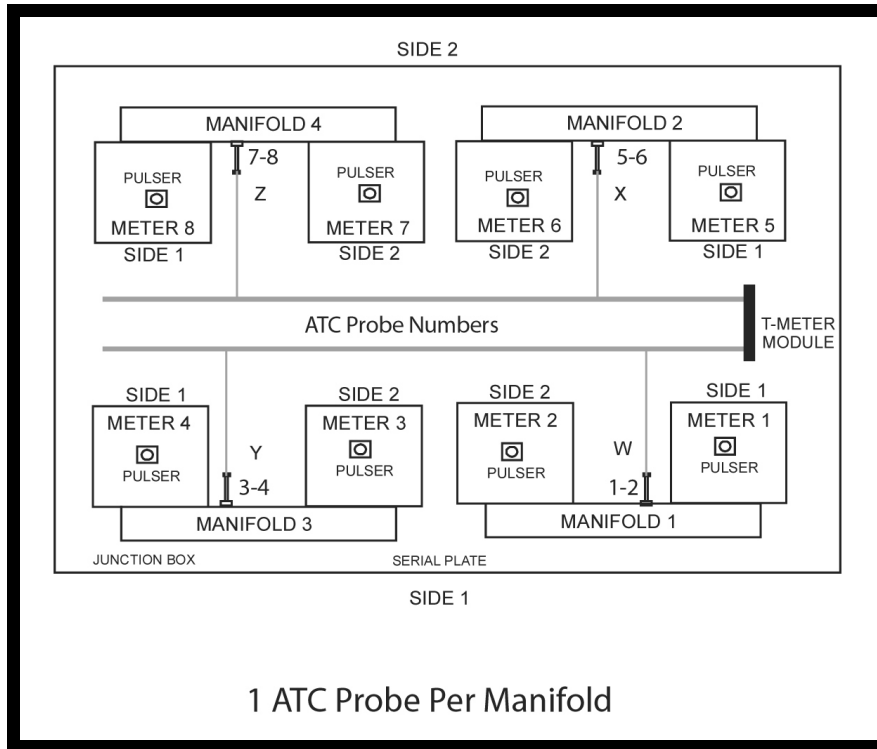 SIDE 2
MANIFOLD 4
MANIFOLD 2
7-8
5-6
PULSER
PULSER
PULSER
PULSER
Z
X
METER 8
METER 7
METER 6
METER 5
SIDE 1
SIDE 2
SIDE 2
SIDE 1
ATC Probe Numbers
T-METER
MODULE
SIDE 1
SIDE 2
SIDE 2
SIDE 1
METER 4
METER 3
METER 2
METER 1
Y
W
PULSER
PULSER
PULSER
PULSER
3-4
1-2
MANIFOLD 3
MANIFOLD 1
JUNCTION BOX
SERIAL PLATE
SIDE 1
1 ATC Probe Per Manifold